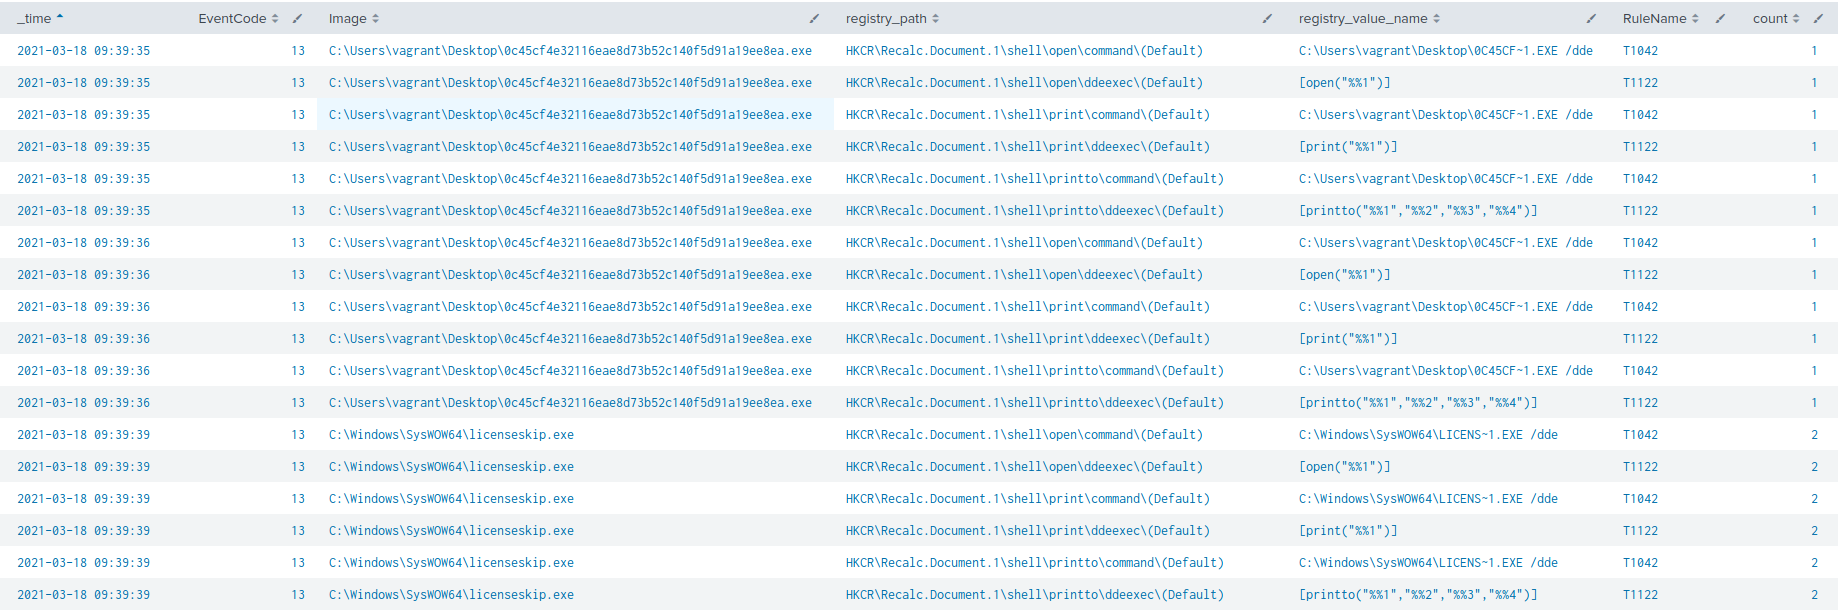 _time EventCode Image registry_path registry_value_name RuleName count
2021-03-18 09:39:35 13 C:\Users\vagrant\Desktop\0c45cf4e32116eae8d73b52c140f5d91a19ee8ea.exe HKCR\Recalc.Document.1\shell\open\command\(Default) C:\Users\vagrant\Desktop\0C45CF~1.EXE /dde T1042 1
2021-03-18 09:39:35 13 C:\Users\vagrant\Desktop\0c45cf4e32116eae8d73b52c140f5d91a19ee8ea.exe HKCR\Recalc.Document.1\shell\open\ddeexec\(Default) [open("%%1")] T1122 1
2021-03-18 09:39:35 13 C:\Users\vagrant\Desktop\0c45cf4e32116eae8d73b52c140f5d91a19ee8ea.exe HKCR\Recalc.Document.1\shell\print\command\(Default) C:\Users\vagrant\Desktop\0C45CF~1.EXE /dde T1042 1
2021-03-18 09:39:35 13 C:\Users\vagrant\Desktop\0c45cf4e32116eae8d73b52c140f5d91a19ee8ea.exe HKCR\Recalc.Document.1\shell\print\ddeexec\(Default) [print("%%1")] T1122 1
2021-03-18 09:39:35 13 C:\Users\vagrant\Desktop\0c45cf4e32116eae8d73b52c140f5d91a19ee8ea.exe HKCR\Recalc.Document.1\shell\printto\command\(Default) C:\Users\vagrant\Desktop\0C45CF~1.EXE /dde T1042 1
2021-03-18 09:39:35 13 C:\Users\vagrant\Desktop\0c45cf4e32116eae8d73b52c140f5d91a19ee8ea.exe HKCR\Recalc.Document.1\shell\printto\ddeexec\(Default) [printto("%%1","%%2","%%3","%%4")] T1122 1
2021-03-18 09:39:36 13 C:\Users\vagrant\Desktop\0c45cf4e32116eae8d73b52c140f5d91a19ee8ea.exe HKCR\Recalc.Document.1\shell\open\command\(Default) C:\Users\vagrant\Desktop\0C45CF~1.EXE /dde T1042 1
2021-03-18 09:39:36 13 C:\Users\vagrant\Desktop\0c45cf4e32116eae8d73b52c140f5d91a19ee8ea.exe HKCR\Recalc.Document.1\shell\open\ddeexec\(Default) [open("%%1")] T1122 1
2021-03-18 09:39:36 13 C:\Users\vagrant\Desktop\0c45cf4e32116eae8d73b52c140f5d91a19ee8ea.exe HKCR\Recalc.Document.1\shell\print\command\(Default) C:\Users\vagrant\Desktop\0C45CF~1.EXE /dde T1042 1
2021-03-18 09:39:36 13 C:\Users\vagrant\Desktop\0c45cf4e32116eae8d73b52c140f5d91a19ee8ea.exe HKCR\Recalc.Document.1\shell\print\ddeexec\(Default) [print("%%1")] T1122 1
2021-03-18 09:39:36 13 C:\Users\vagrant\Desktop\0c45cf4e32116eae8d73b52c140f5d91a19ee8ea.exe HKCR\Recalc.Document.1\shell\printto\command\(Default) C:\Users\vagrant\Desktop\0C45CF~1.EXE /dde T1042 1
2021-03-18 09:39:36 13 C:\Users\vagrant\Desktop\0c45cf4e32116eae8d73b52c140f5d91a19ee8ea.exe HKCR\Recalc.Document.1\shell\printto\ddeexec\(Default) [printto("%%1","%%2","%%3","%%4")] T1122 1
2021-03-18 09:39:39 13 C:\Windows\SysWOW64\licenseskip.exe HKCR\Recalc.Document.1\shell\open\command\(Default) C:\Windows\SysWOW64\LICENS~1.EXE /dde T1042 2
2021-03-18 09:39:39 13 C:\Windows\SysWOW64\licenseskip.exe HKCR\Recalc.Document.1\shell\open\ddeexec\(Default) [open("%%1")] T1122 2
2021-03-18 09:39:39 13 C:\Windows\SysWOW64\licenseskip.exe HKCR\Recalc.Document.1\shell\print\command\(Default) C:\Windows\SysWOW64\LICENS~1.EXE /dde T1042 2
2021-03-18 09:39:39 13 C:\Windows\SysWOW64\licenseskip.exe HKCR\Recalc.Document.1\shell\print\ddeexec\(Default) [print("%%1")] T1122 2
2021-03-18 09:39:39 13 C:\Windows\SysWOW64\licenseskip.exe HKCR\Recalc.Document.1\shell\printto\command\(Default) C:\Windows\SysWOW64\LICENS~1.EXE /dde T1042 2
2021-03-18 09:39:39 13 C:\Windows\SysWOW64\licenseskip.exe HKCR\Recalc.Document.1\shell\printto\ddeexec\(Default) [printto("%%1","%%2","%%3","%%4")] T1122 2